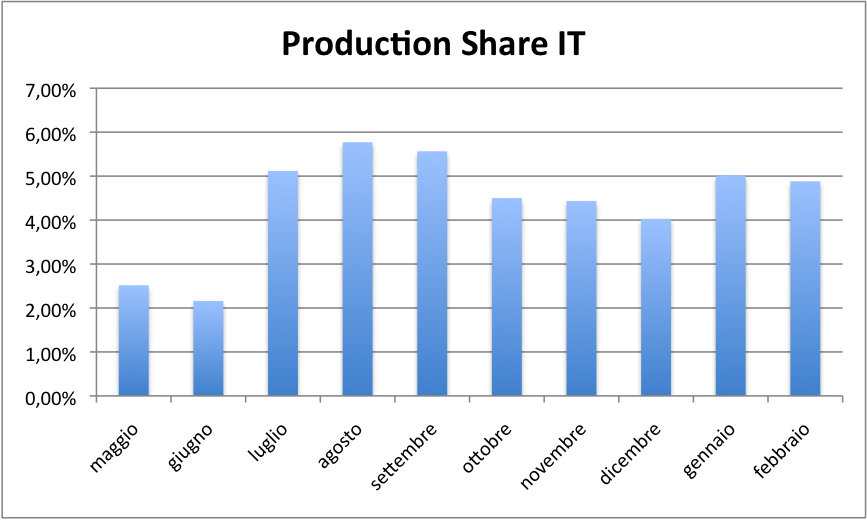 Production Share IT
7,00%
6,00%
5,00%
4,00%
3,00%
2,00%
1,00%
0,00%
maggio
giugno
luglio
agosto
settembre
ottobre
novembre
dicembre
gennaio
febbraio